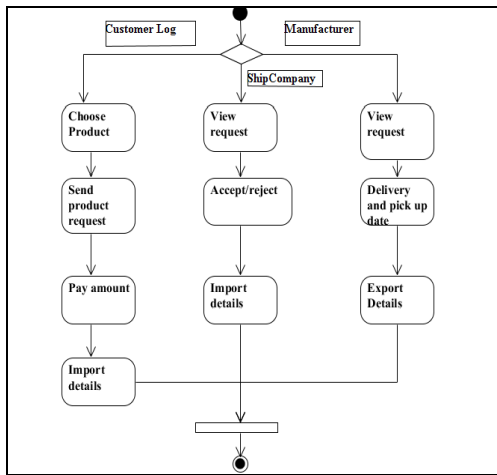 Customer Log
Manufacturer
ShipCompany
Choose
Product
View
request
View
request
Send
product
request
Accept/reject
Delivery
and pick up
date
Pay amount
Import
details
Export
Details
Import
details